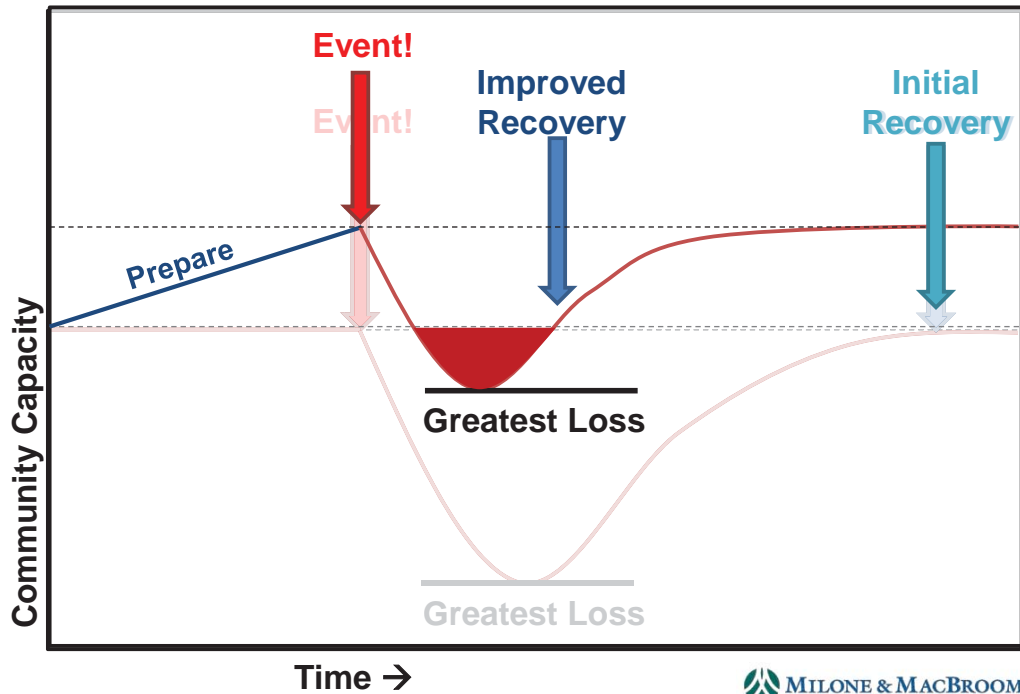 Event!
Event!
Improved
Recovery
Initial
Recovery
Prepare
Community Capacity
Greatest Loss
Greatest Loss
Time →
MILONE & MACBROOM